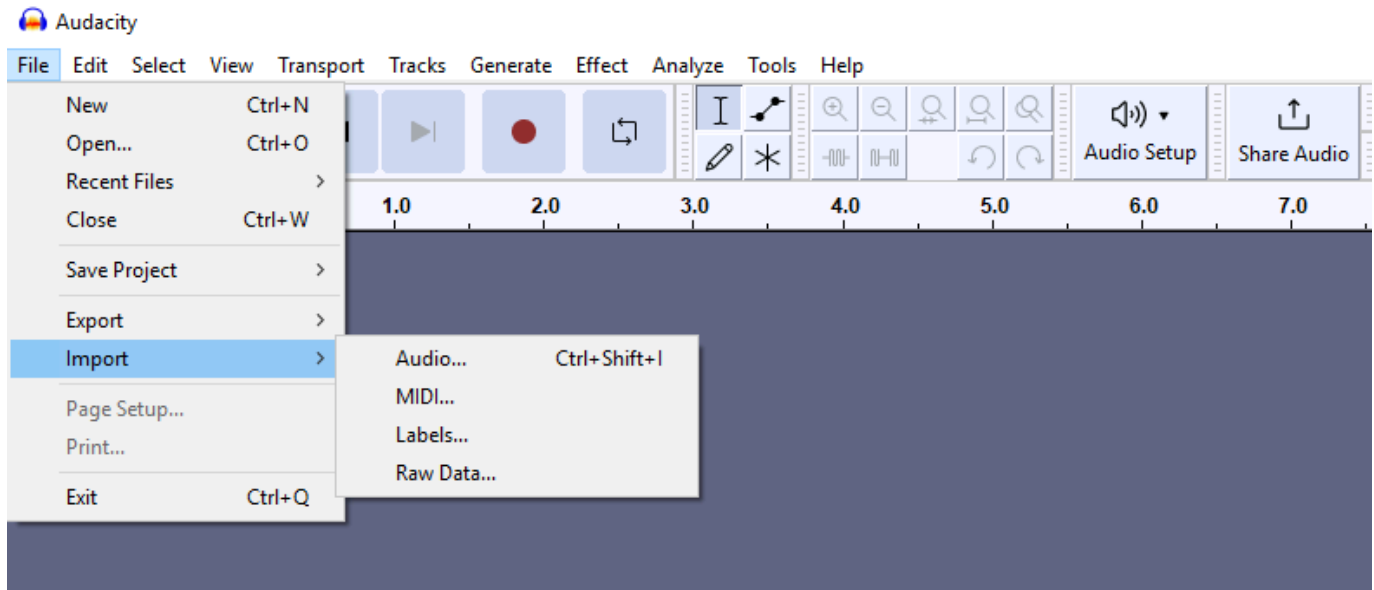 Audacity
File Edit Select View Transport Tracks Generate Effect Analyze Tools Help
New Ctrl+N
Open... Ctrl+O
Recent Files
Close Ctrl+W
Save Project
Export
Import
Page Setup...
Print...
Exit Ctrl+Q
Audio... Ctrl+Shift+I
MIDI...
Labels...
Raw Data...
Audio Setup
Share Audio
1.0 2.0 3.0 4.0 5.0 6.0 7.0